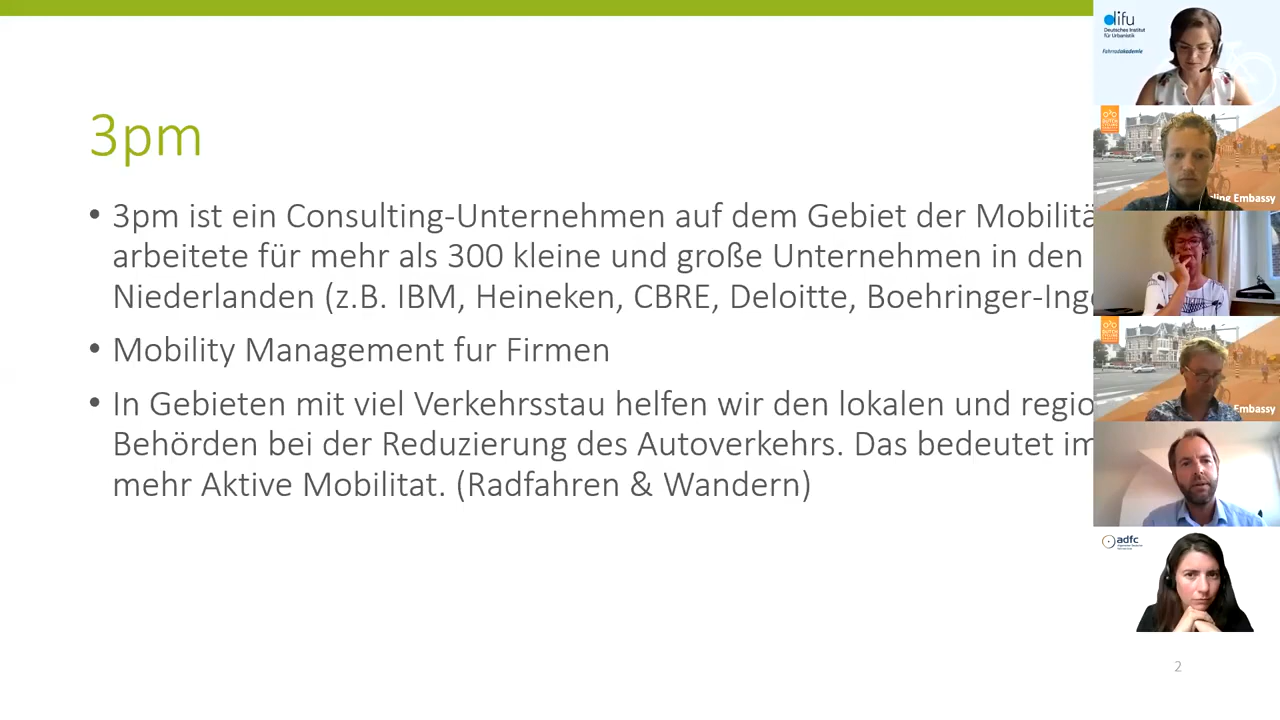 3pm
• 3pm ist ein Consulting-Unternehmen auf dem Gebiet der Mobilitä
arbeitete für mehr als 300 kleine und große Unternehmen in den
Niederlanden (z.B. IBM, Heineken, CBRE, Deloitte, Boehringer-Inge
• Mobility Management fur Firmen
• In Gebieten mit viel Verkehrsstau helfen wir den lokalen und regio
Behörden bei der Reduzierung des Autoverkehrs. Das bedeutet im
mehr Aktive Mobilitat. (Radfahren & Wandern)
2
difu
Deutsches Institut
für Urbanistik
Fahrradakademie
Embassy
Embassy
adfc